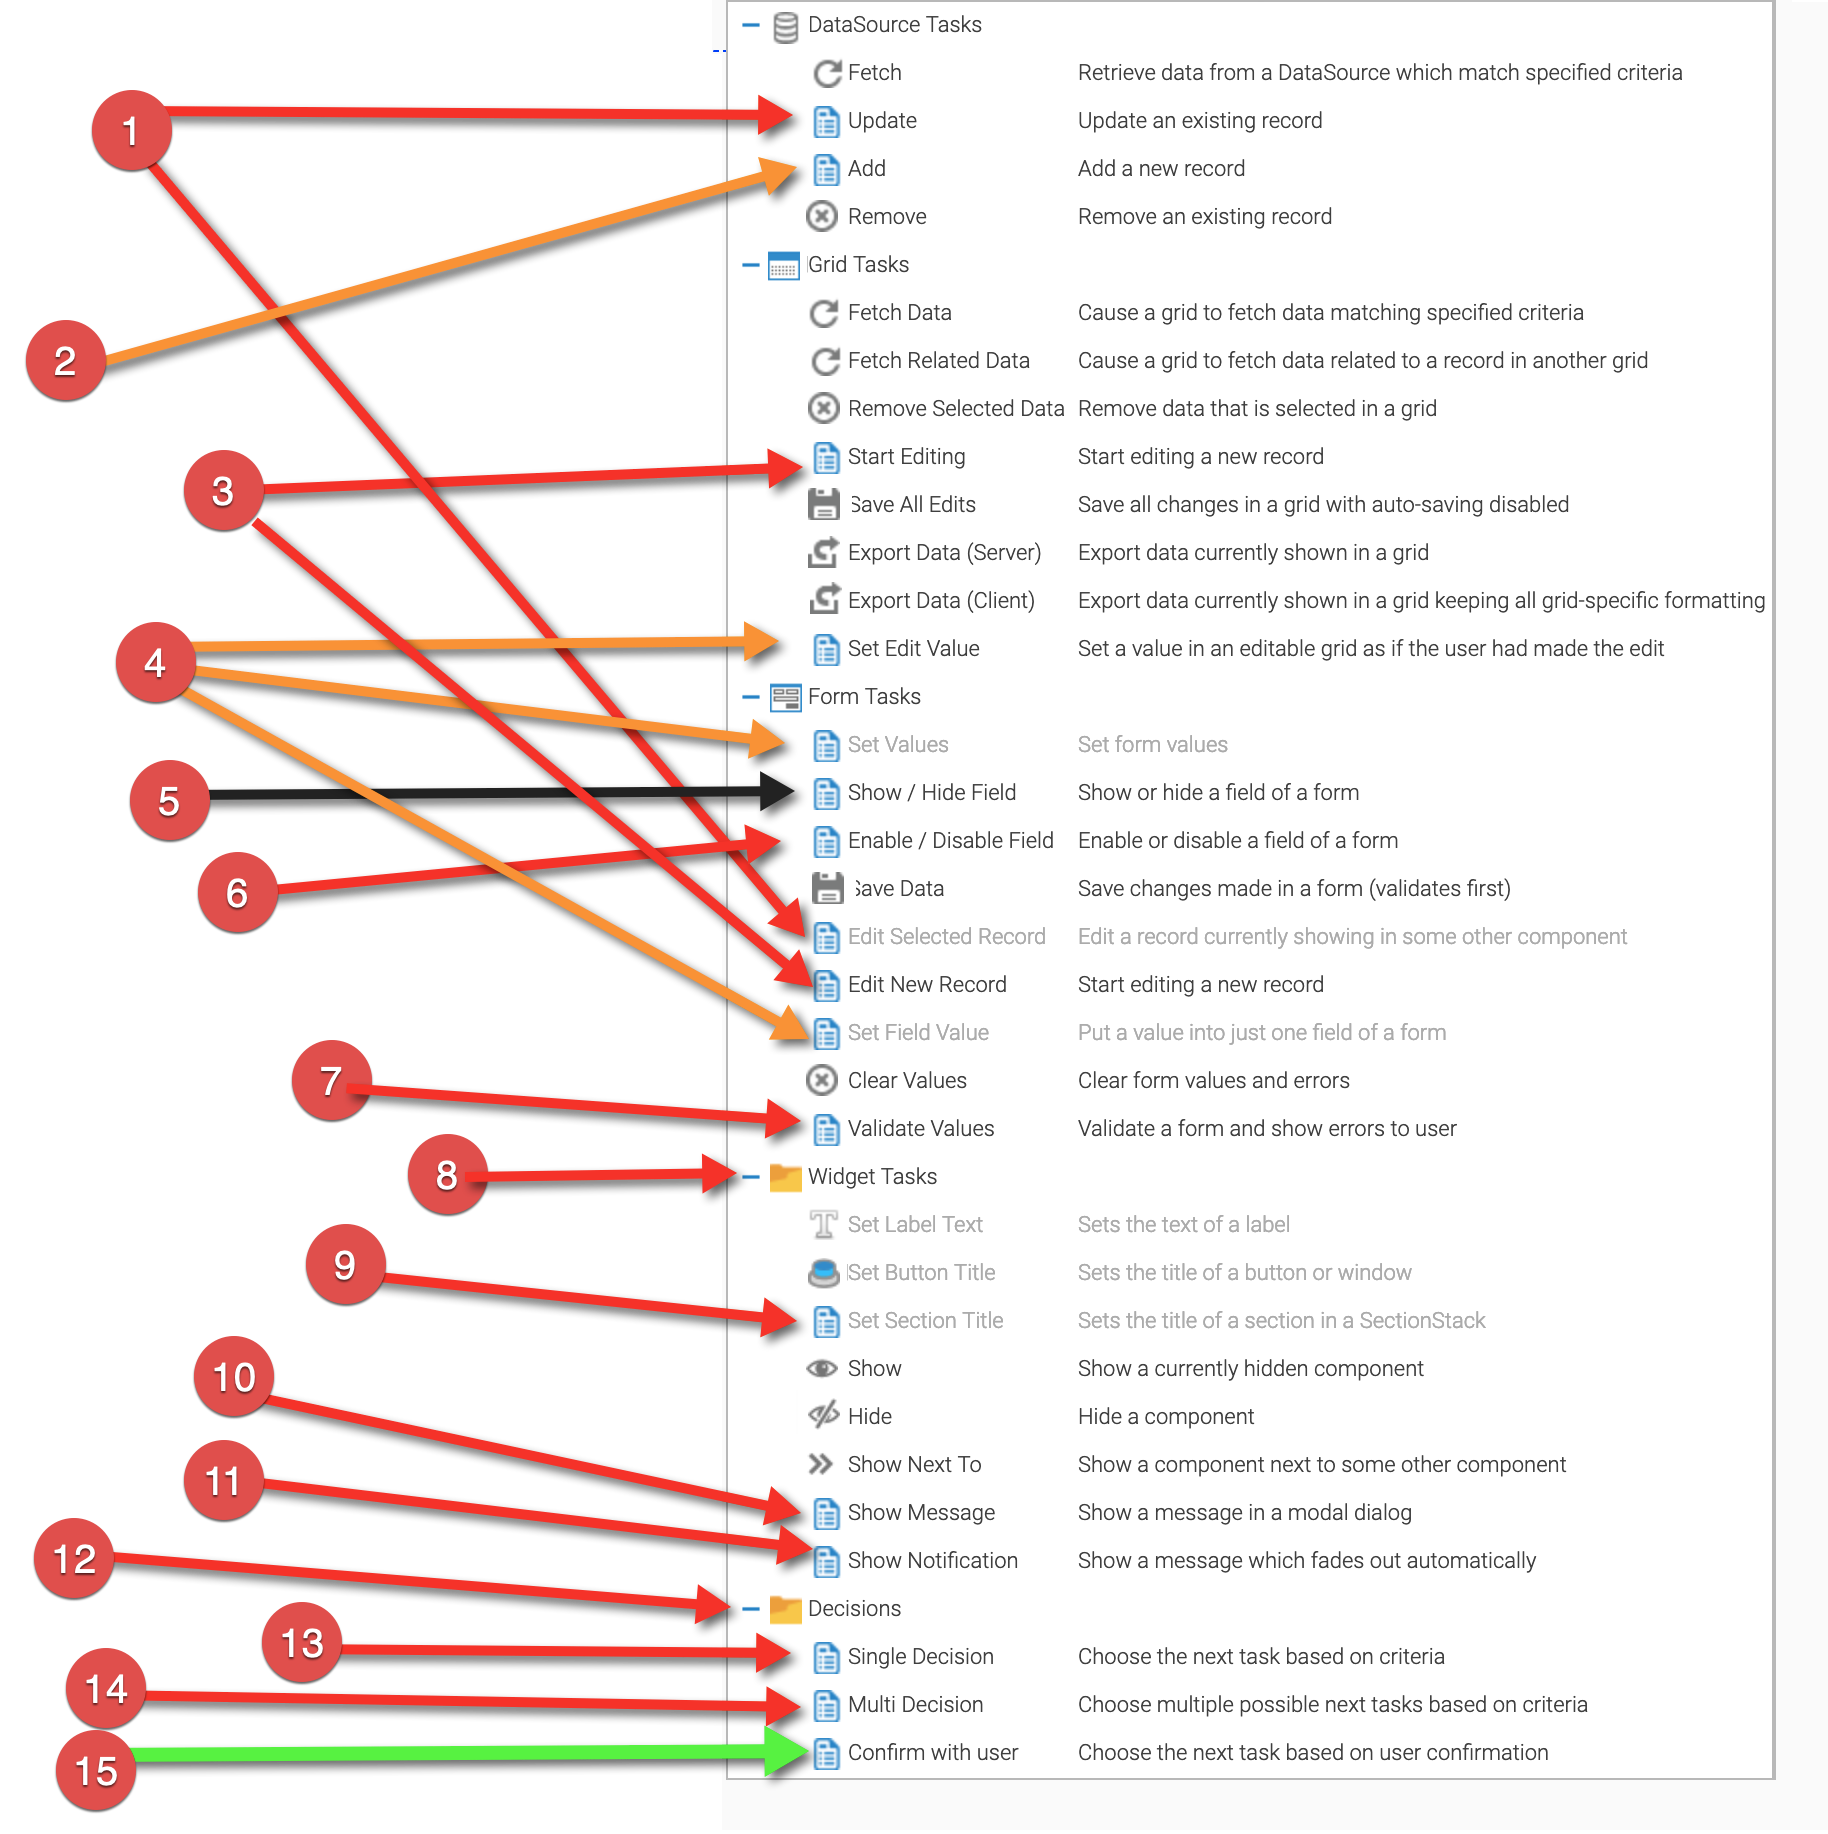 DataSource Tasks
Fetch Retrieve data from a DataSource which match specified criteria
1 Update Update an existing record
Add Add a new record
Remove Remove an existing record
Grid Tasks
Fetch Data Cause a grid to fetch data matching specified criteria
2 Fetch Related Data Cause a grid to fetch data related to a record in another grid
Remove Selected Data Remove data that is selected in a grid
Start Editing Start editing a new record
3 Save All Edits Save all changes in a grid with auto-saving disabled
Export Data (Server) Export data currently shown in a grid
Export Data (Client) Export data currently shown in a grid keeping all grid-specific formatting
4 Set Edit Value Set a value in an editable grid as if the user had made the edit
Form Tasks
Set Values Set form values
5 Show / Hide Field Show or hide a field of a form
Enable / Disable Field Enable or disable a field of a form
6 Save Data Save changes made in a form (validates first)
Edit Selected Record Edit a record currently showing in some other component
Edit New Record Start editing a new record
Set Field Value Put a value into just one field of a form
7 Clear Values Clear form values and errors
Validate Values Validate a form and show errors to user
8 Widget Tasks
Set Label Text Sets the text of a label
9 Set Button Title Sets the title of a button or window
Set Section Title Sets the title of a section in a SectionStack
10 Show Show a currently hidden component
Hide Hide a component
11 Show Next To Show a component next to some other component
Show Message Show a message in a modal dialog
12 Show Notification Show a message which fades out automatically
Decisions
13 Single Decision Choose the next task based on criteria
14 Multi Decision Choose multiple possible next tasks based on criteria
15 Confirm with user Choose the next task based on user confirmation